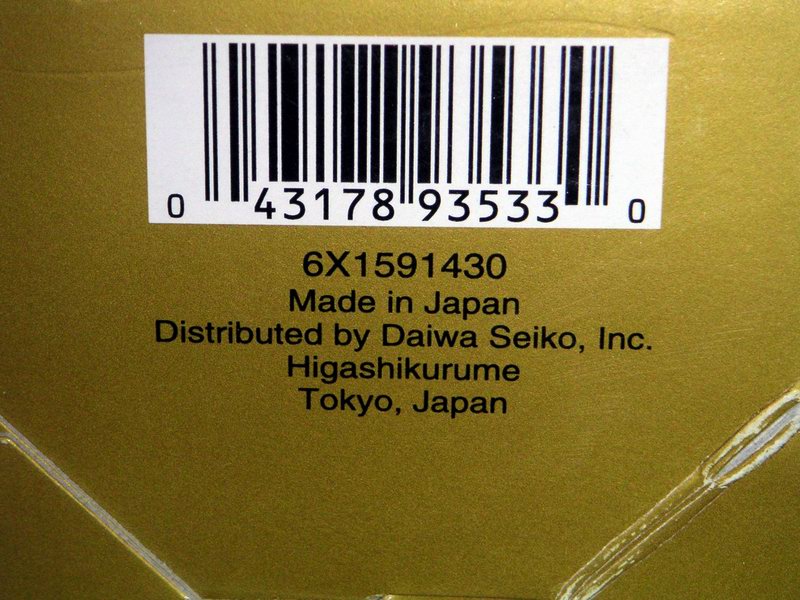 0 43178 93533 0
6X1591430
Made in Japan
Distributed by Daiwa Seiko, Inc.
Higashikurume
Tokyo, Japan